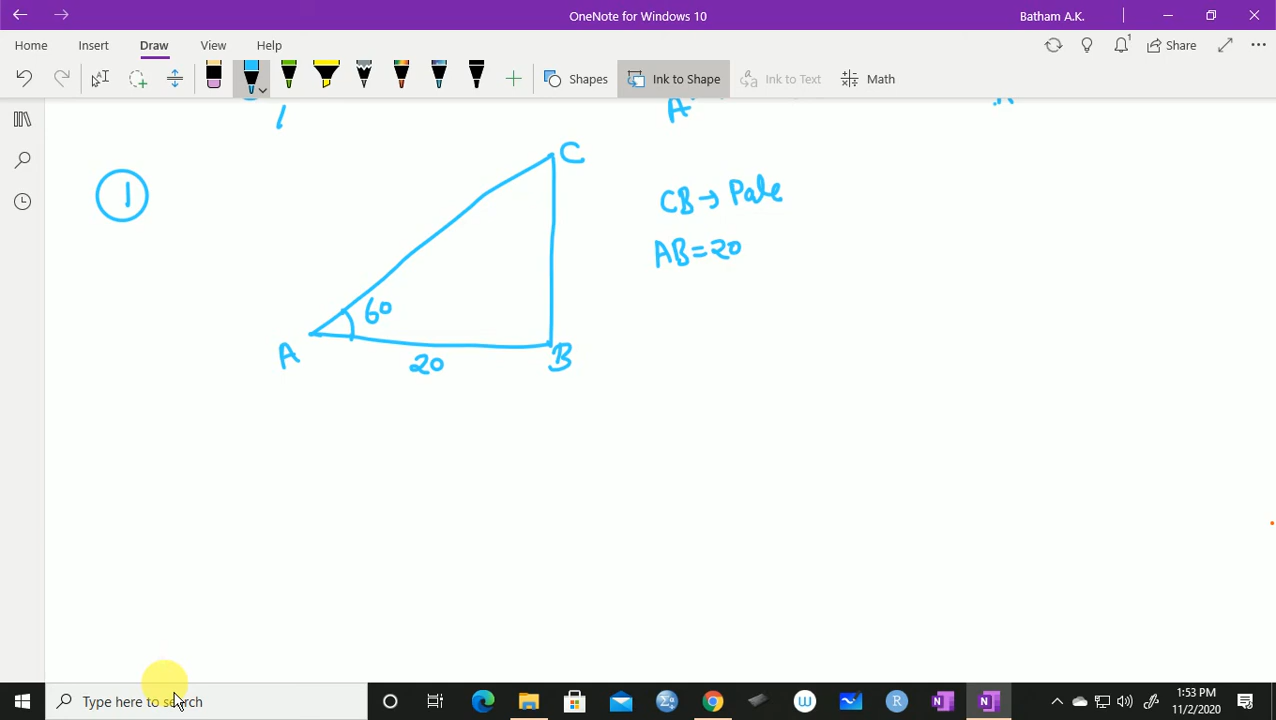 OneNote for Windows 10
Batham A.K.
Home Insert Draw View Help
Share
Shapes Ink to Shape Ink to Text Math
A
1
C
CB → Pale
AB = 20
60
A
20
B
Type here to search
1:53 PM
11/2/2020